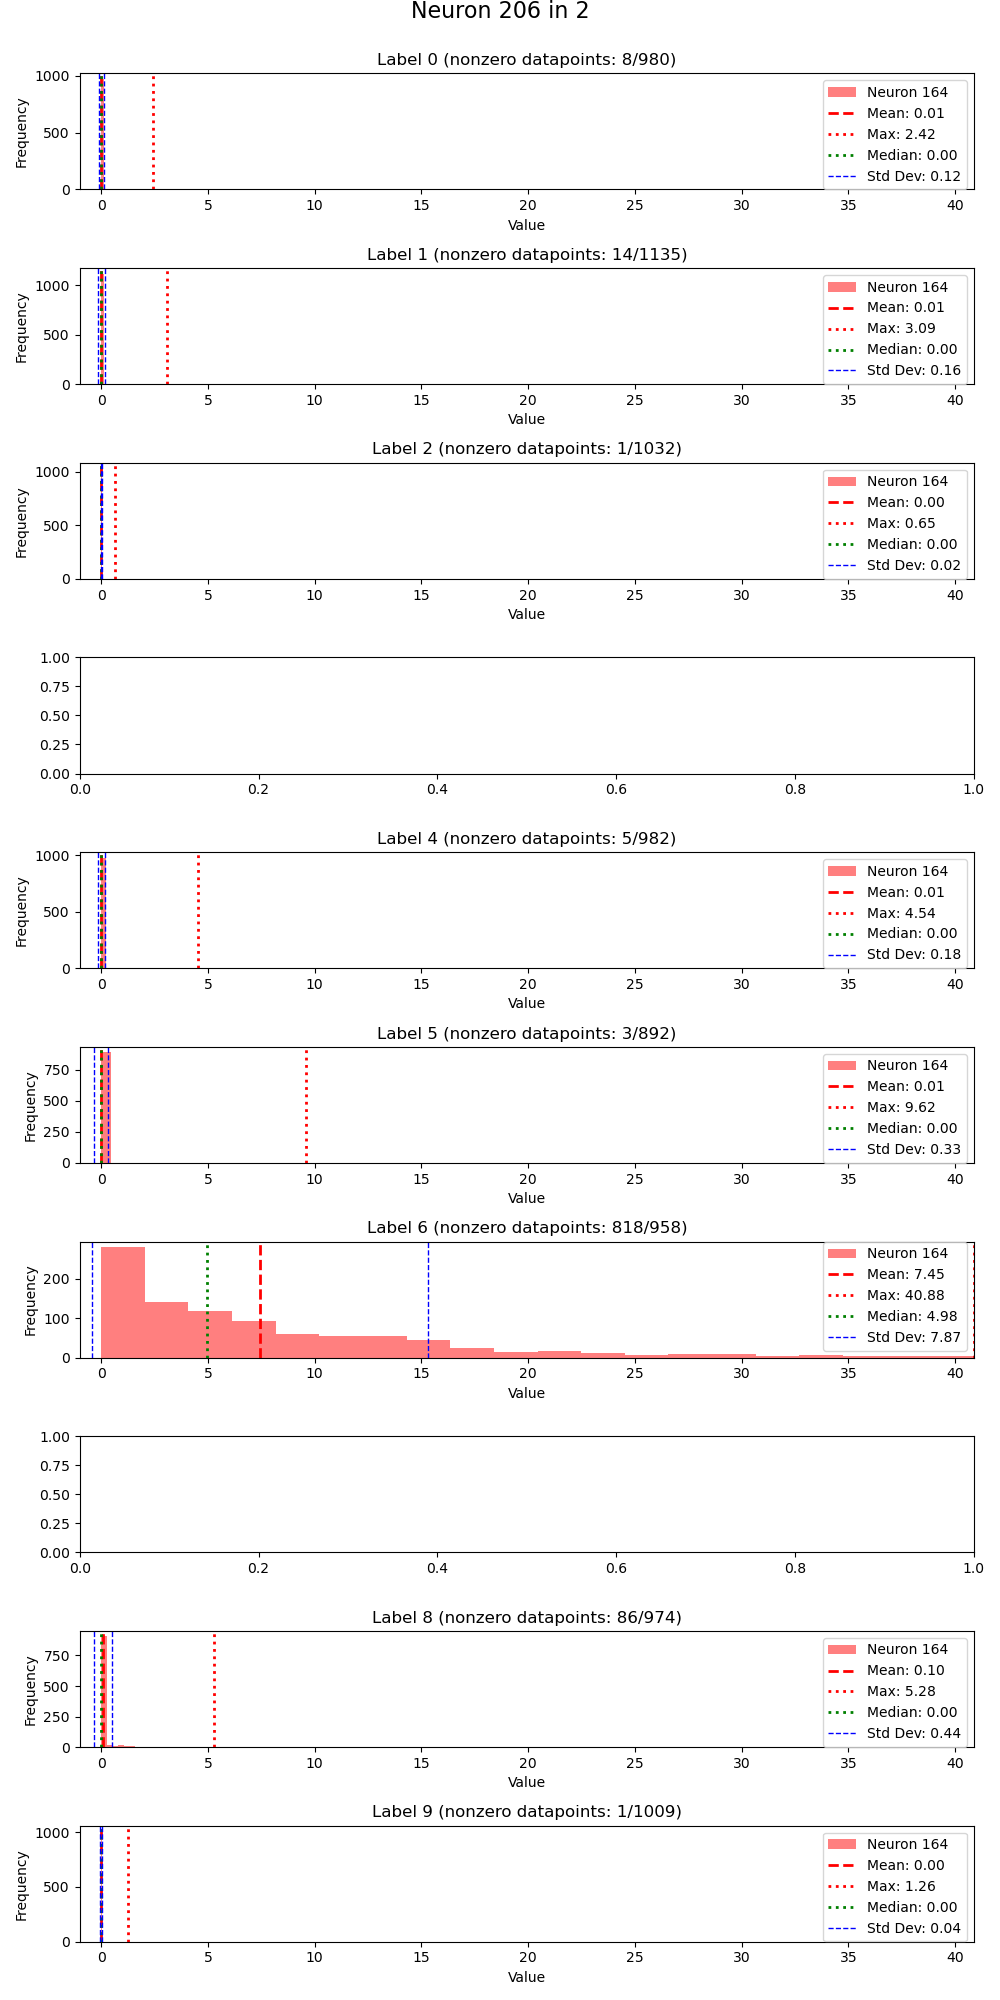 Neuron 206 in 2
Label 0 (nonzero datapoints: 8/980)
Frequency
1000
500
0
Neuron 164
Mean: 0.01
Max: 2.42
Median: 0.00
Std Dev: 0.12
0 5 10 15 20 25 30 35 40
Value
Label 1 (nonzero datapoints: 14/1135)
Frequency
1000
500
0
Neuron 164
Mean: 0.01
Max: 3.09
Median: 0.00
Std Dev: 0.16
0 5 10 15 20 25 30 35 40
Value
Label 2 (nonzero datapoints: 1/1032)
Frequency
1000
500
0
Neuron 164
Mean: 0.00
Max: 0.65
Median: 0.00
Std Dev: 0.02
0 5 10 15 20 25 30 35 40
Value
1.00
0.75
0.50
0.25
0.00
0.0 0.2 0.4 0.6 0.8 1.0
Label 4 (nonzero datapoints: 5/982)
Frequency
1000
500
0
Neuron 164
Mean: 0.01
Max: 4.54
Median: 0.00
Std Dev: 0.18
0 5 10 15 20 25 30 35 40
Value
Label 5 (nonzero datapoints: 3/892)
Frequency
750
500
250
0
Neuron 164
Mean: 0.01
Max: 9.62
Median: 0.00
Std Dev: 0.33
0 5 10 15 20 25 30 35 40
Value
Label 6 (nonzero datapoints: 818/958)
Frequency
200
100
0
Neuron 164
Mean: 7.45
Max: 40.88
Median: 4.98
Std Dev: 7.87
0 5 10 15 20 25 30 35 40
Value
1.00
0.75
0.50
0.25
0.00
0.0 0.2 0.4 0.6 0.8 1.0
Label 8 (nonzero datapoints: 86/974)
Frequency
750
500
250
0
Neuron 164
Mean: 0.10
Max: 5.28
Median: 0.00
Std Dev: 0.44
0 5 10 15 20 25 30 35 40
Value
Label 9 (nonzero datapoints: 1/1009)
Frequency
1000
500
0
Neuron 164
Mean: 0.00
Max: 1.26
Median: 0.00
Std Dev: 0.04
0 5 10 15 20 25 30 35 40
Value